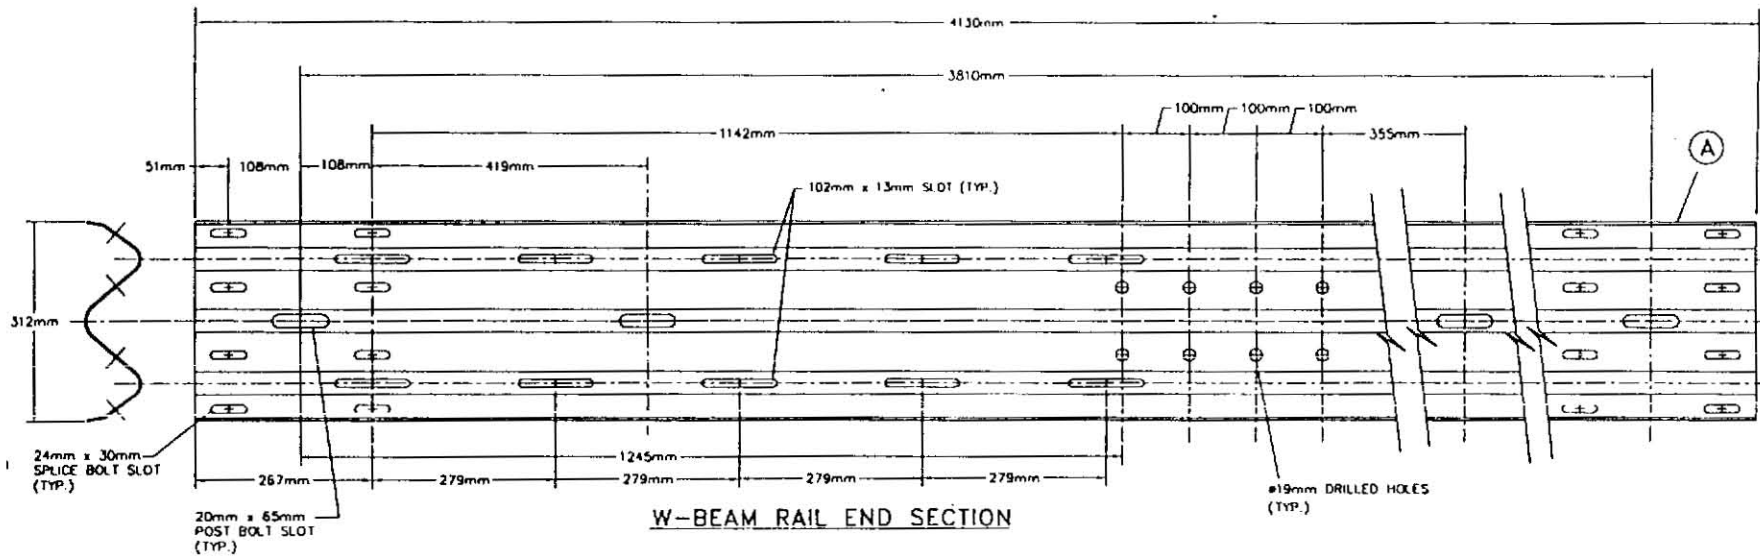 4130mm
3810mm
100mm 100mm 100mm
1142mm
355mm
51mm 108mm 108mm 419mm
A
102mm x 13mm SLOT (TYP.)
312mm
24mm x 30mm
SPLICE BOLT SLOT
(TYP.)
1245mm
267mm 279mm 279mm 279mm 279mm
ø19mm DRILLED HOLES
(TYP.)
20mm x 65mm
POST BOLT SLOT
(TYP.)
W-BEAM RAIL END SECTION